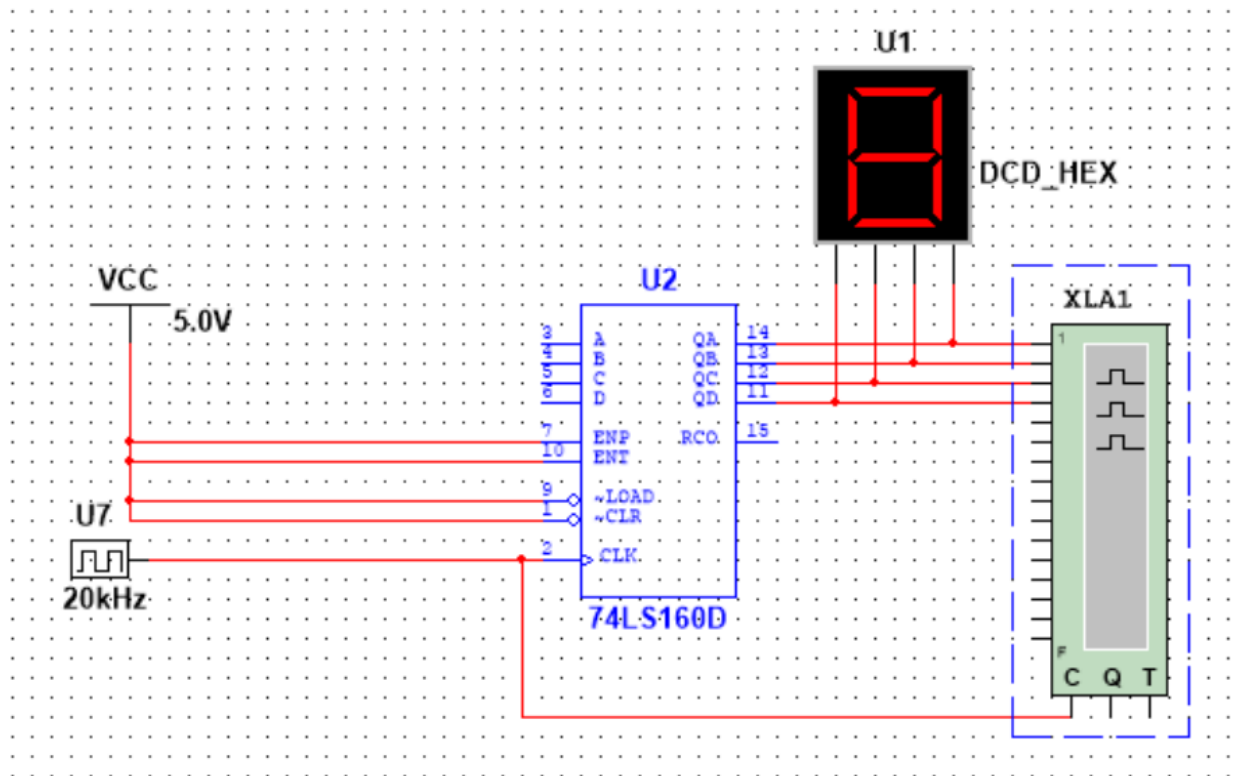 U1
DCD_HEX
VCC
5.0V
U2
XLA1
3 A QA 14
4 B QB 13
5 C QC 12
6 D QD 11
7 ENP RCO 15
10 ENT
9 ~LOAD
1 ~CLR
2 CLK
74LS160D
U7
20kHz
1
F
C Q T